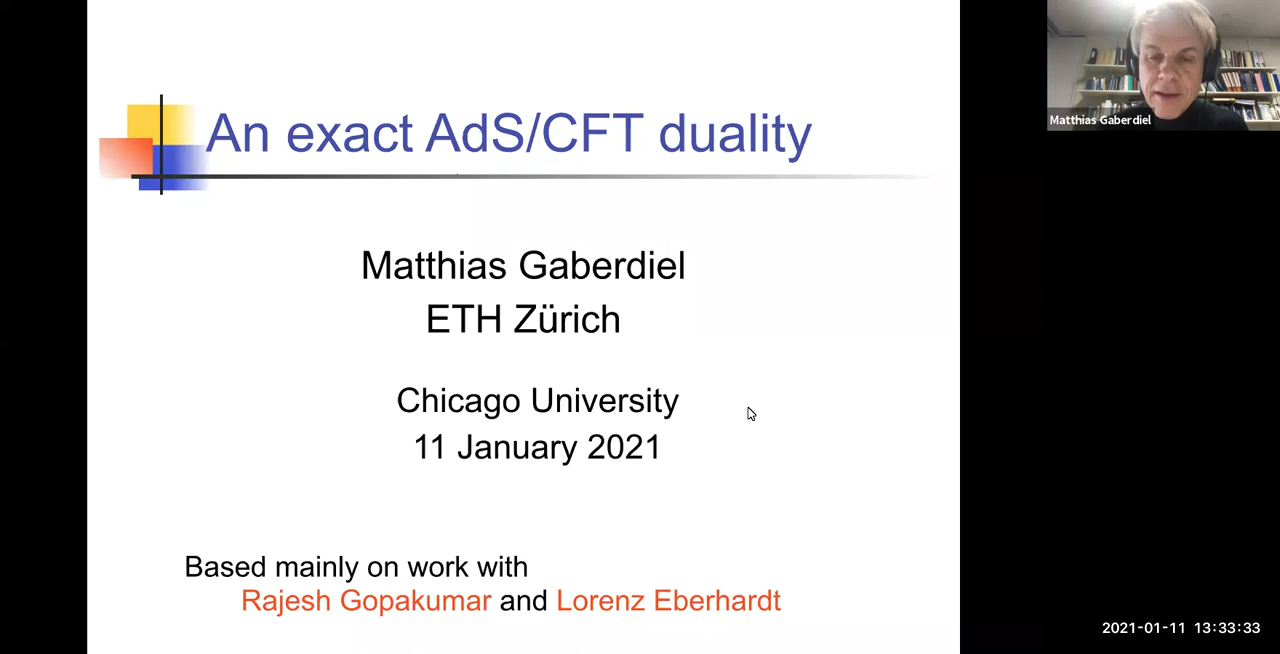 An exact AdS/CFT duality
Matthias Gaberdiel
ETH Zürich
Chicago University
11 January 2021
Based mainly on work with
Rajesh Gopakumar and Lorenz Eberhardt
Matthias Gaberdiel
2021-01-11 13:33:33